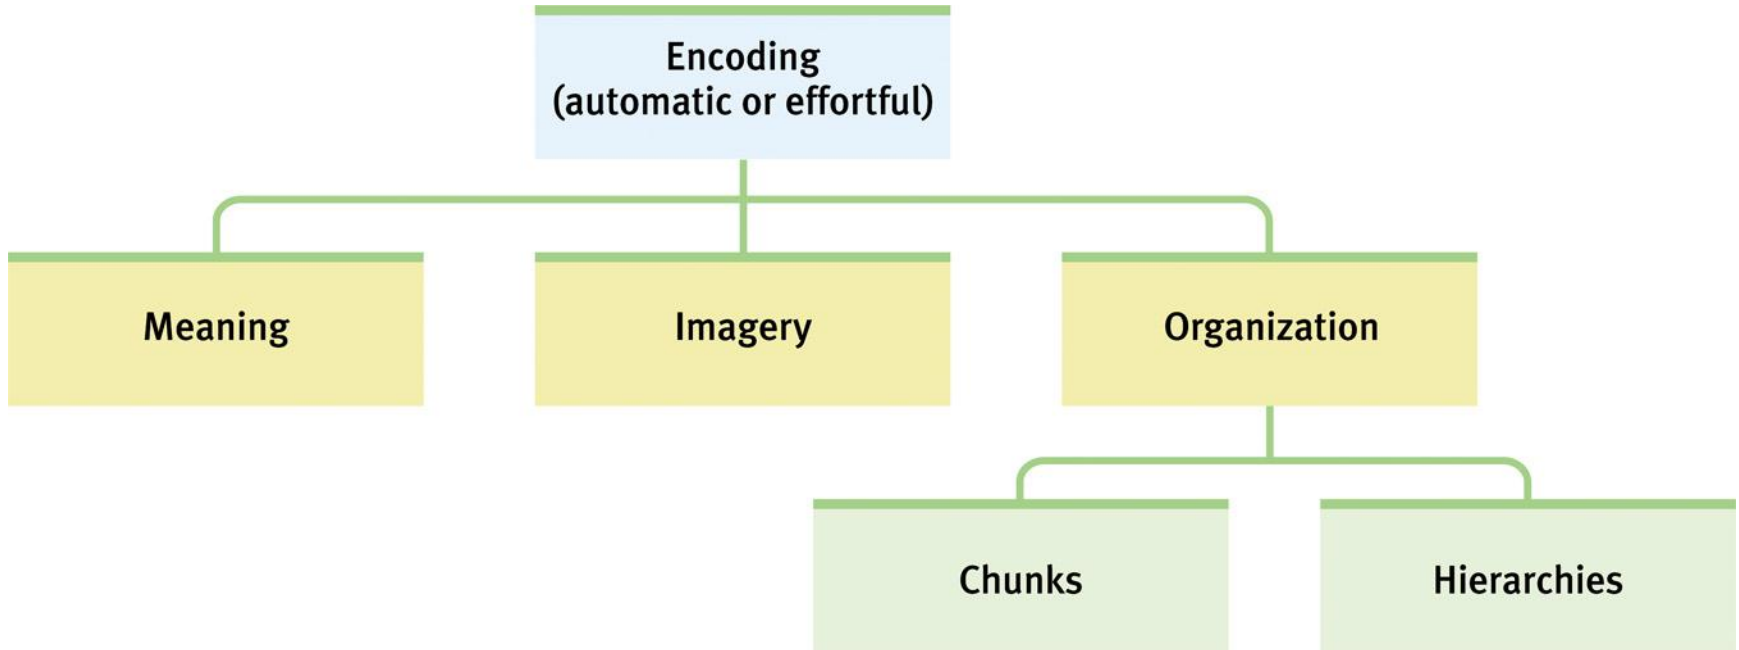 Encoding
(automatic or effortful)
Meaning
Imagery
Organization
Chunks
Hierarchies